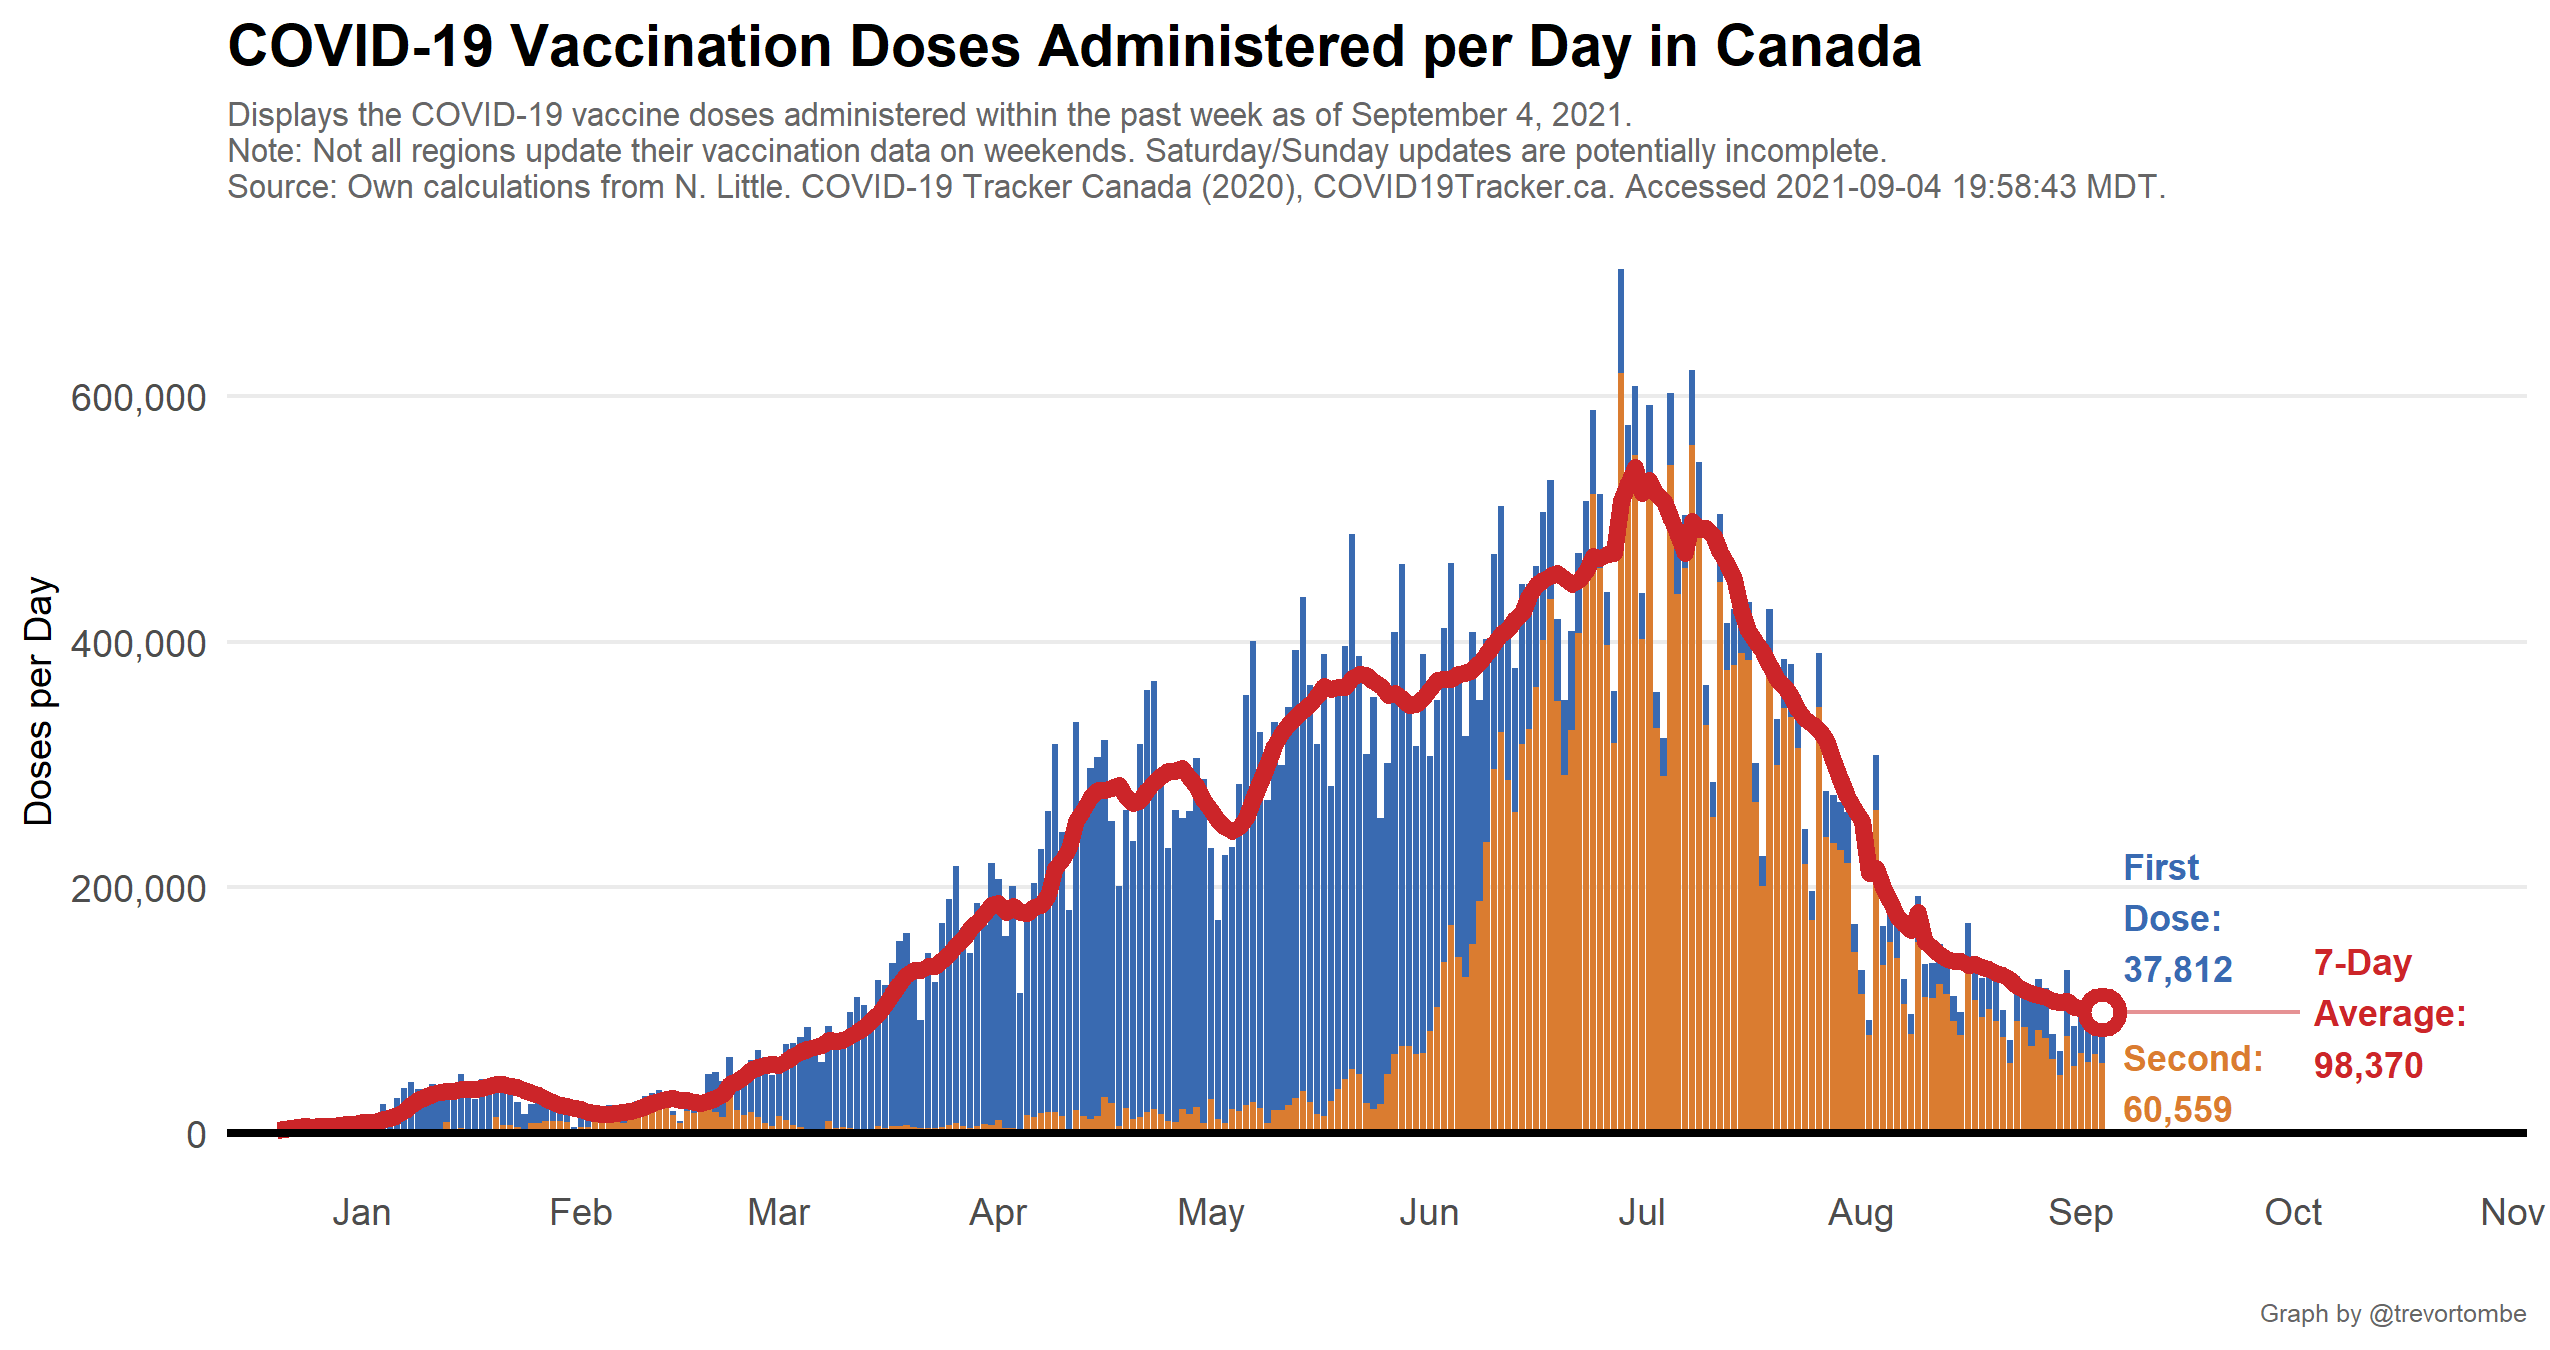 COVID-19 Vaccination Doses Administered per Day in Canada
Displays the COVID-19 vaccine doses administered within the past week as of September 4, 2021.
Note: Not all regions update their vaccination data on weekends. Saturday/Sunday updates are potentially incomplete.
Source: Own calculations from N. Little. COVID-19 Tracker Canada (2020), COVID19Tracker.ca. Accessed 2021-09-04 19:58:43 MDT.
Doses per Day
600,000
400,000
200,000
0
First
Dose:
37,812
Second:
60,559
7-Day
Average:
98,370
Jan Feb Mar Apr May Jun Jul Aug Sep Oct Nov
Graph by @trevortombe